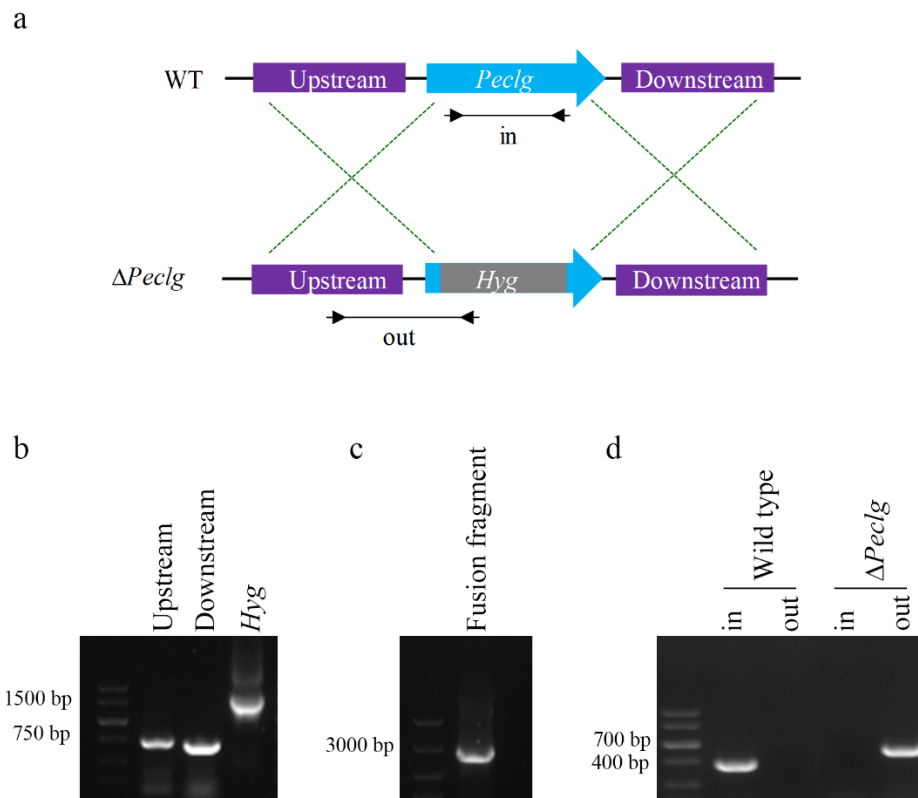 a
WT
Upstream
Peclg
Downstream
in
ΔPeclg
Upstream
Hyg
Downstream
out
b
Upstream
Downstream
Hyg
1500 bp
750 bp
c
Fusion fragment
3000 bp
d
Wild type
ΔPeclg
in
out
in
out
700 bp
400 bp